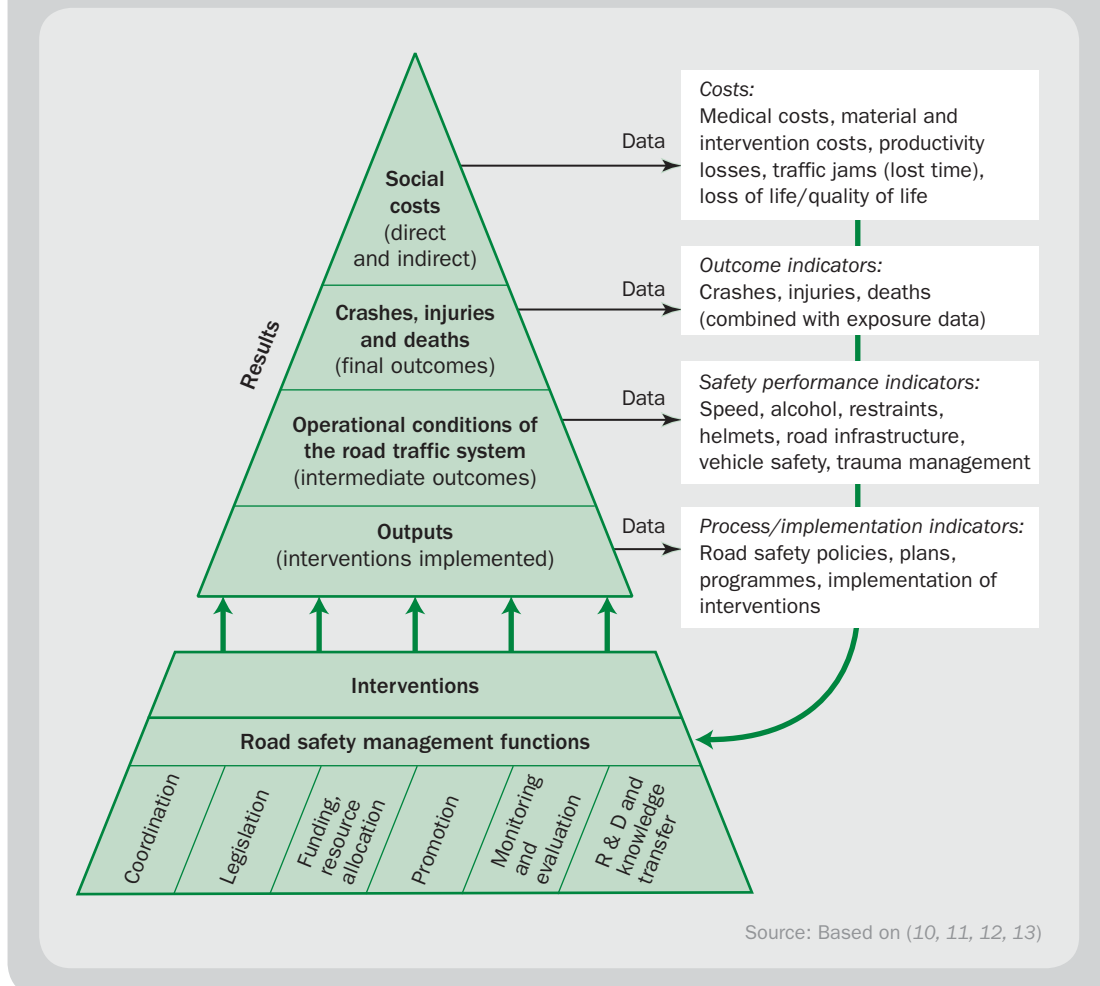 Social
costs
(direct
and indirect)
Data
Costs:
Medical costs, material and
intervention costs, productivity
losses, traffic jams (lost time),
loss of life/quality of life
Results
Crashes, injuries
and deaths
(final outcomes)
Data
Outcome indicators:
Crashes, injuries, deaths
(combined with exposure data)
Operational conditions of
the road traffic system
(intermediate outcomes)
Data
Safety performance indicators:
Speed, alcohol, restraints,
helmets, road infrastructure,
vehicle safety, trauma management
Outputs
(interventions implemented)
Data
Process/implementation indicators:
Road safety policies, plans,
programmes, implementation of
interventions
Interventions
Road safety management functions
Coordination
Legislation
Funding,
resource
allocation
Promotion
Monitoring
and
evaluation
R & D and
knowledge
transfer
Source: Based on (10, 11, 12, 13)